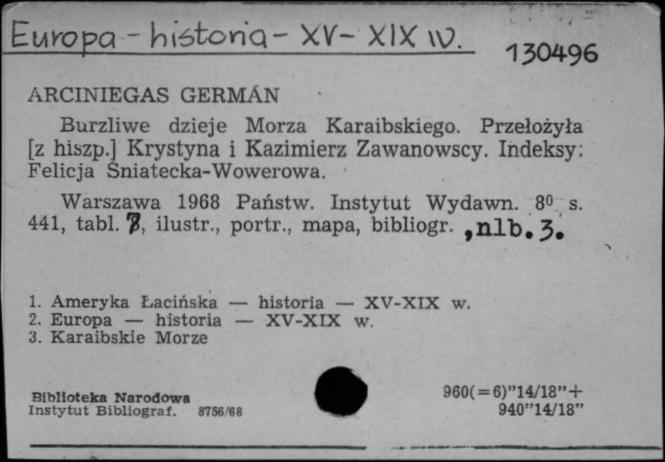 Europa - historia - XV - XIX w.
130496
ARCINIEGAS GERMÁN
Burzliwe dzieje Morza Karaibskiego. Przełożyła
[z hiszp.] Krystyna i Kazimierz Zawanowscy. Indeksy:
Felicja Śniatecka-Wowerowa.
Warszawa 1968 Państw. Instytut Wydawn. 8⁰ s.
441, tabl. , ilustr., portr., mapa, bibliogr. , nlb. 3.
1. Ameryka Łacińska — historia — XV-XIX w.
2. Europa — historia — XV-XIX w.
3. Karaibskie Morze
Biblioteka Narodowa
Instytut Bibliograf. 8756/68
960(=6)"14/18"+
940"14/18"